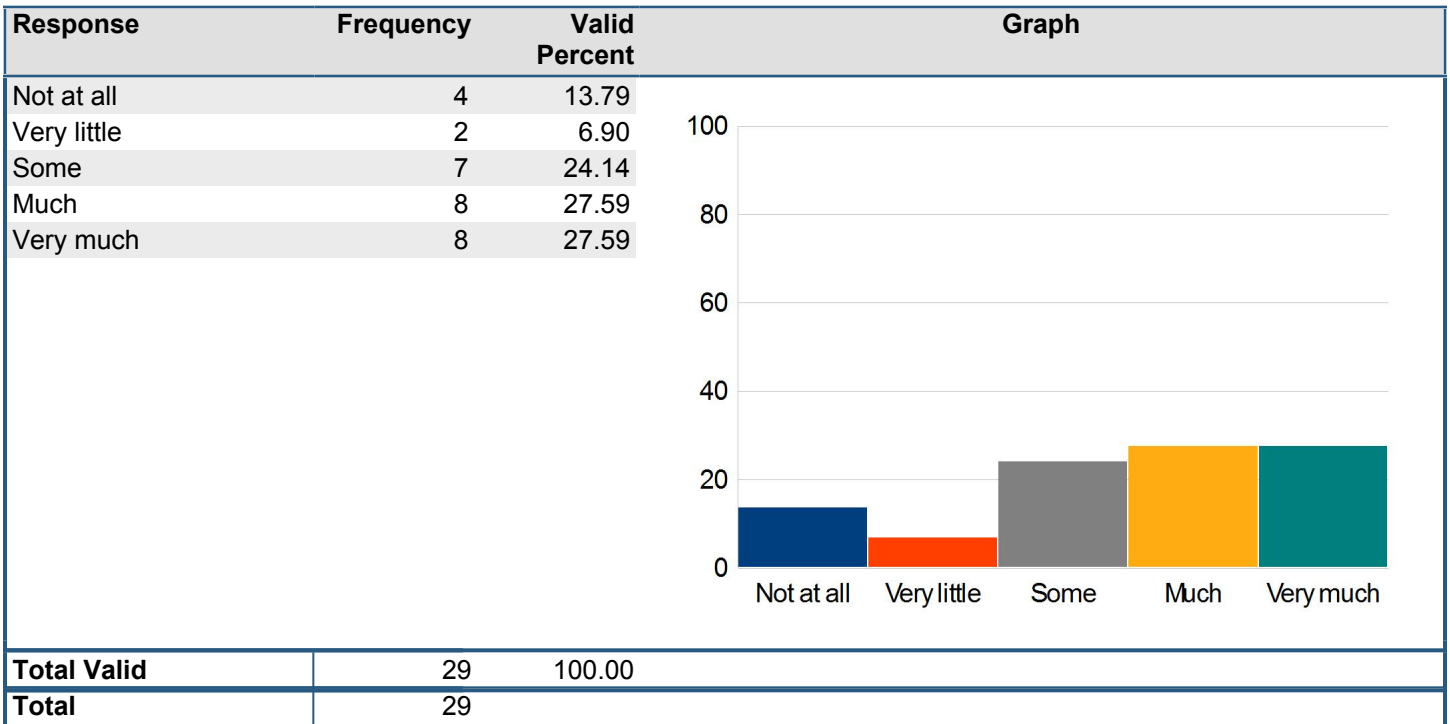 Response Frequency Valid Percent Graph
Not at all 4 13.79
Very little 2 6.90
Some 7 24.14
Much 8 27.59
Very much 8 27.59
100
80
60
40
20
0
Not at all Very little Some Much Very much
Total Valid 29 100.00
Total 29